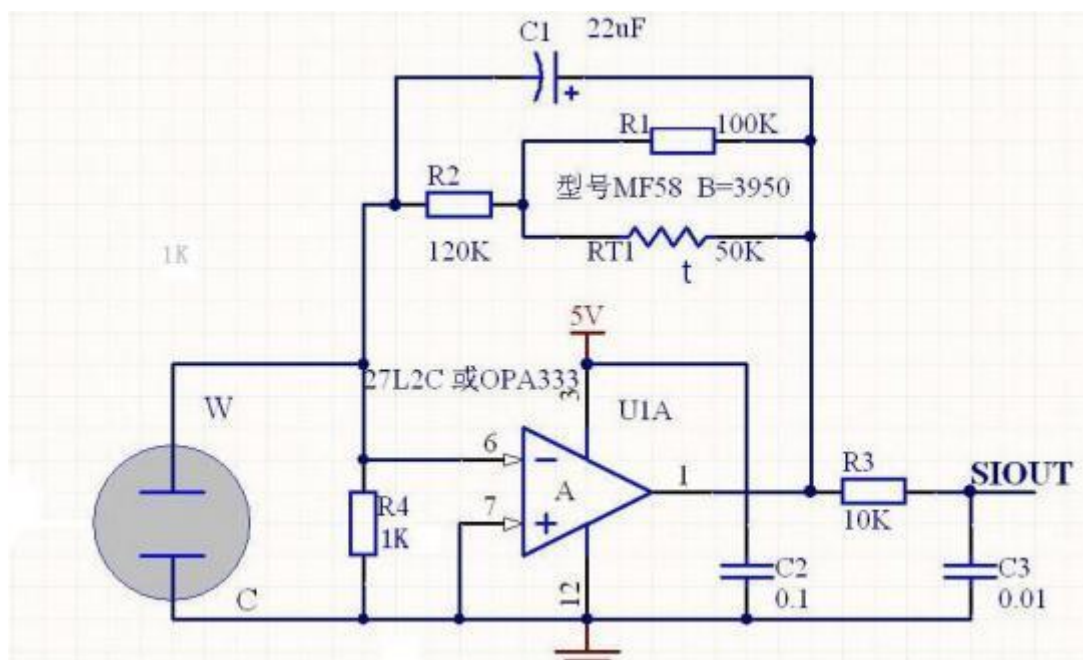 C1 22uF
R1 100K
R2
型号MF58 B=3950
1K
120K
RT1 50K
t
5V
27L2C 或OPA333
3
W
U1A
6
1
R3
SIOUT
A
R4
7
1K
10K
C2
C3
C
12
0.1
0.01